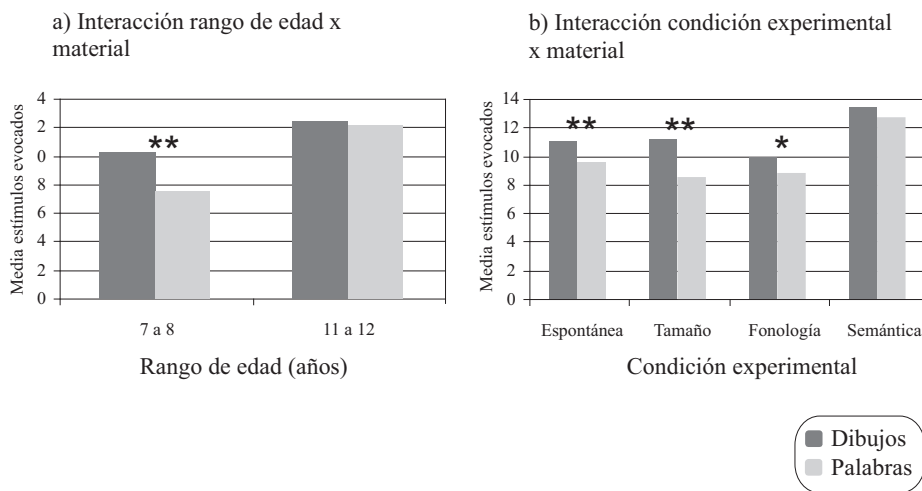 a) Interacción rango de edad x
material
Media estímulos evocados
4
2
0
8
6
4
2
0
**
7 a 8
11 a 12
Rango de edad (años)
b) Interacción condición experimental
x material
Media estímulos evocados
14
12
10
8
6
4
2
0
**
**
*
Espontánea
Tamaño
Fonología
Semántica
Condición experimental
Dibujos
Palabras